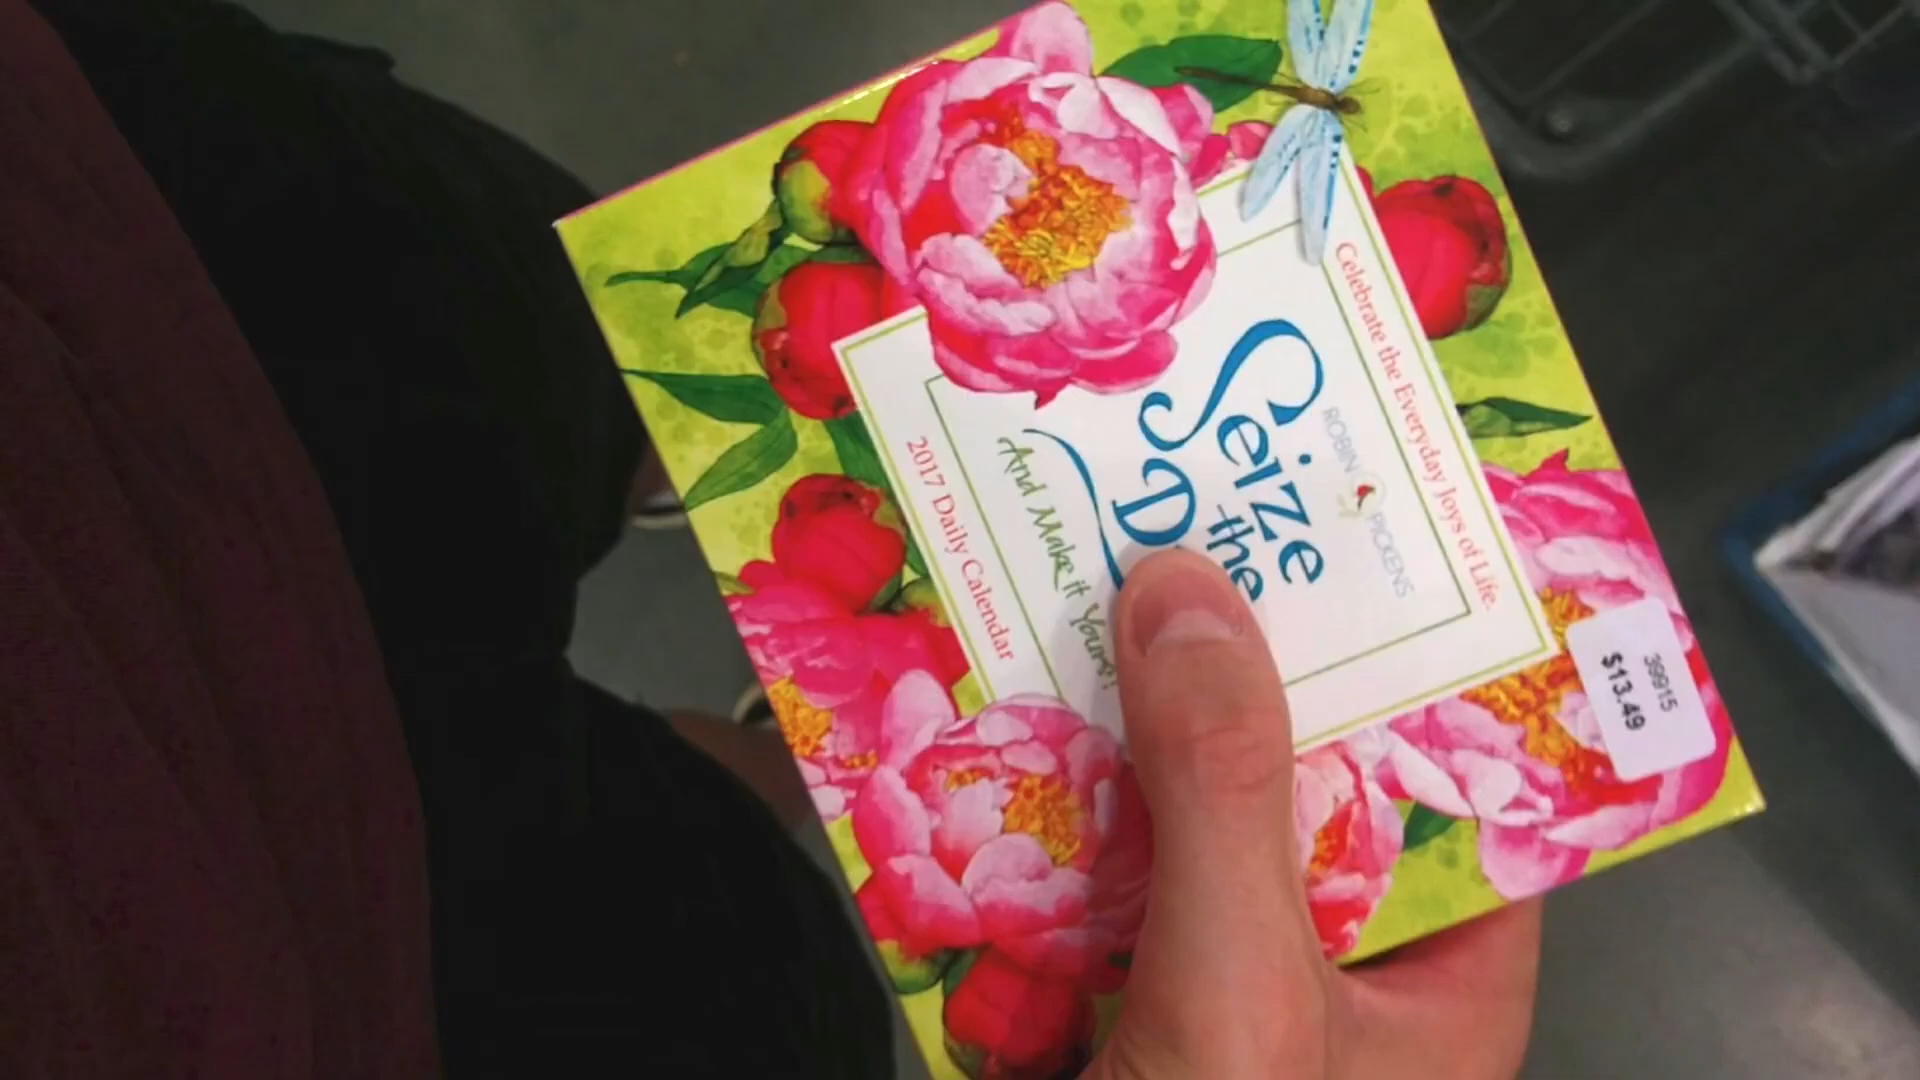 Celebrate the Everyday Joys of Life.
ROBIN PICKENS
Seize
the
D
And Make it Yours!
2017 Daily Calendar
39915
$13.49